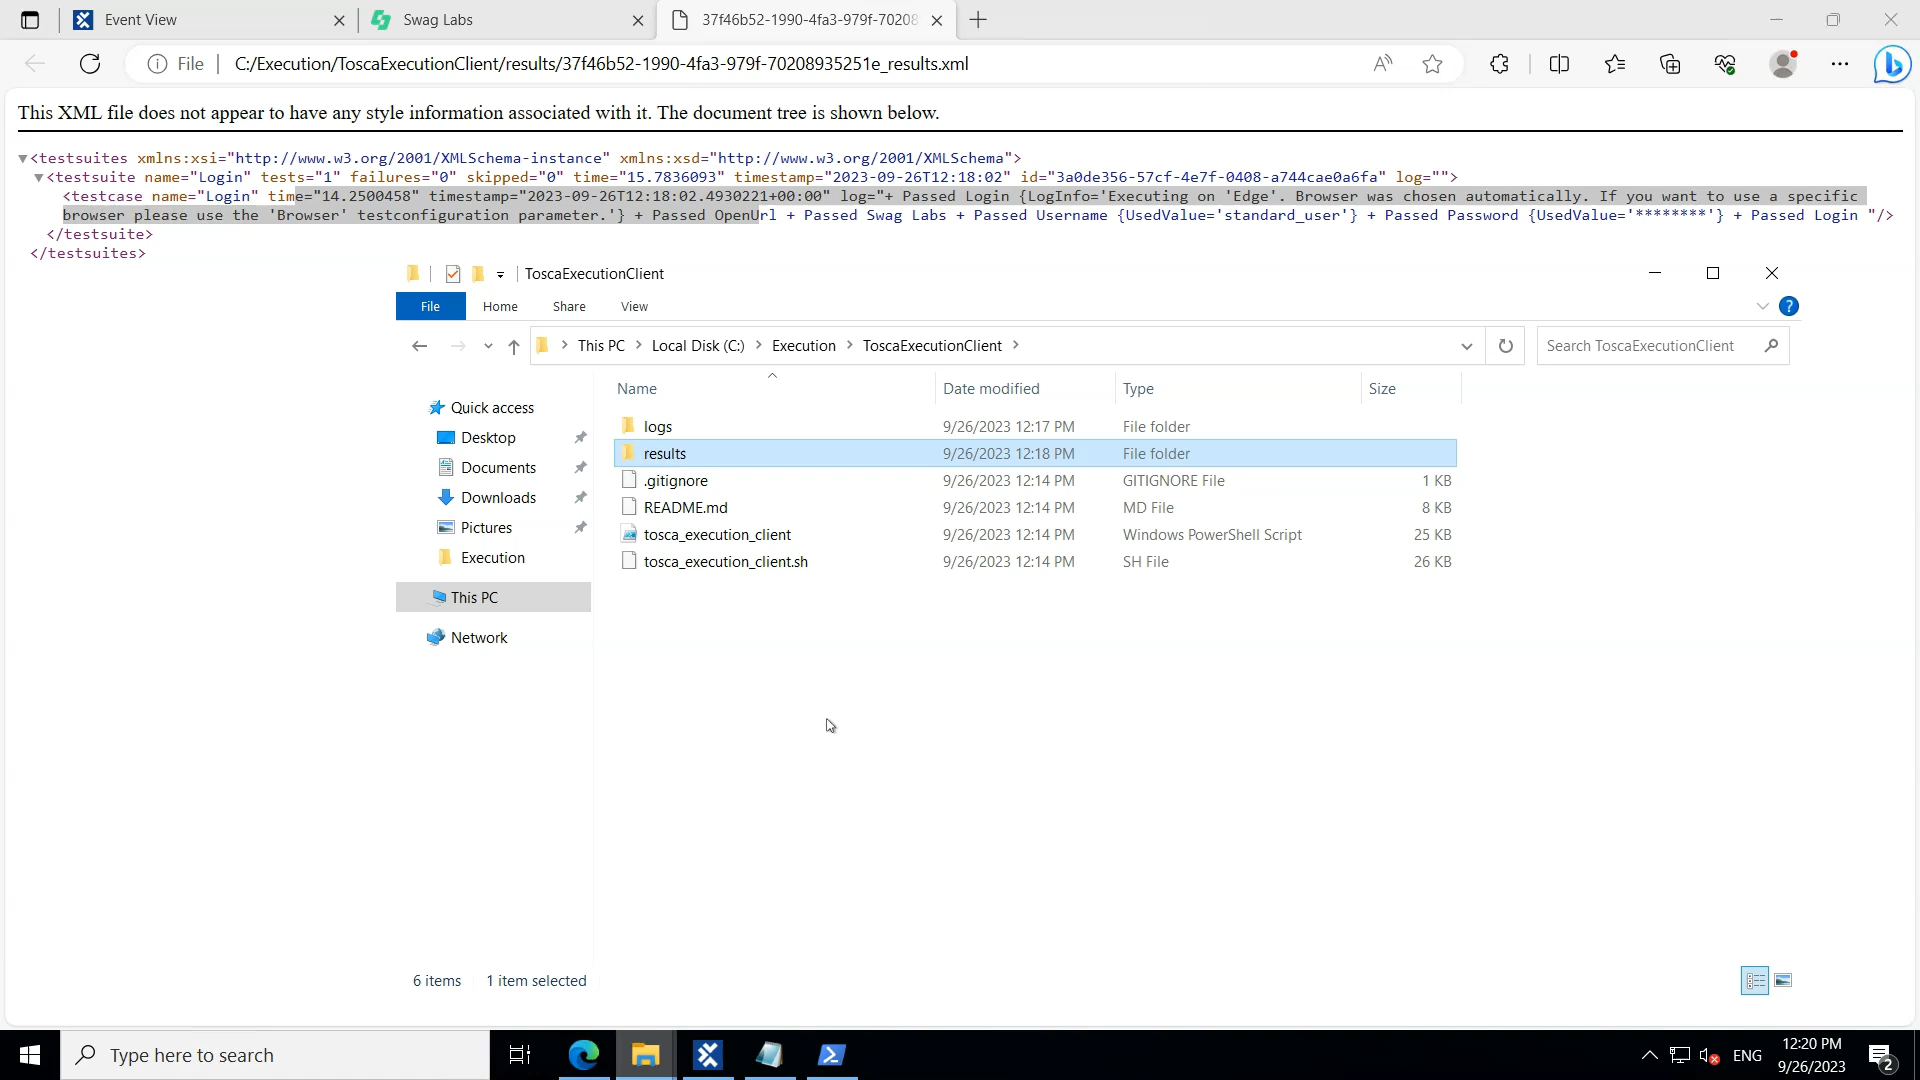 Event View
Swag Labs
37f46b52-1990-4fa3-979f-70208
File
C:/Execution/ToscaExecutionClient/results/37f46b52-1990-4fa3-979f-70208935251e_results.xml
This XML file does not appear to have any style information associated with it. The document tree is shown below.
<testsuites xmlns:xsi="http://www.w3.org/2001/XMLSchema-instance" xmlns:xsd="http://www.w3.org/2001/XMLSchema">
<testsuite name="Login" tests="1" failures="0" skipped="0" time="15.7836093" timestamp="2023-09-26T12:18:02" id="3a0de356-57cf-4e7f-0408-a744cae0a6fa" log="">
<testcase name="Login" time="14.2500458" timestamp="2023-09-26T12:18:02.4930221+00:00" log="+ Passed Login {LogInfo='Executing on 'Edge'. Browser was chosen automatically. If you want to use a specific
browser please use the 'Browser' testconfiguration parameter.'} + Passed OpenUrl + Passed Swag Labs + Passed Username {UsedValue='standard_user'} + Passed Password {UsedValue='********'} + Passed Login "/>
</testsuite>
</testsuites>
ToscaExecutionClient
File Home Share View
This PC > Local Disk (C:) > Execution > ToscaExecutionClient >
Search ToscaExecutionClient
Name Date modified Type Size
Quick access
Desktop
Documents
Downloads
Pictures
Execution
This PC
Network
logs 9/26/2023 12:17 PM File folder
results 9/26/2023 12:18 PM File folder
.gitignore 9/26/2023 12:14 PM GITIGNORE File 1 KB
README.md 9/26/2023 12:14 PM MD File 8 KB
tosca_execution_client 9/26/2023 12:14 PM Windows PowerShell Script 25 KB
tosca_execution_client.sh 9/26/2023 12:14 PM SH File 26 KB
6 items 1 item selected
Type here to search
ENG
12:20 PM
9/26/2023
2